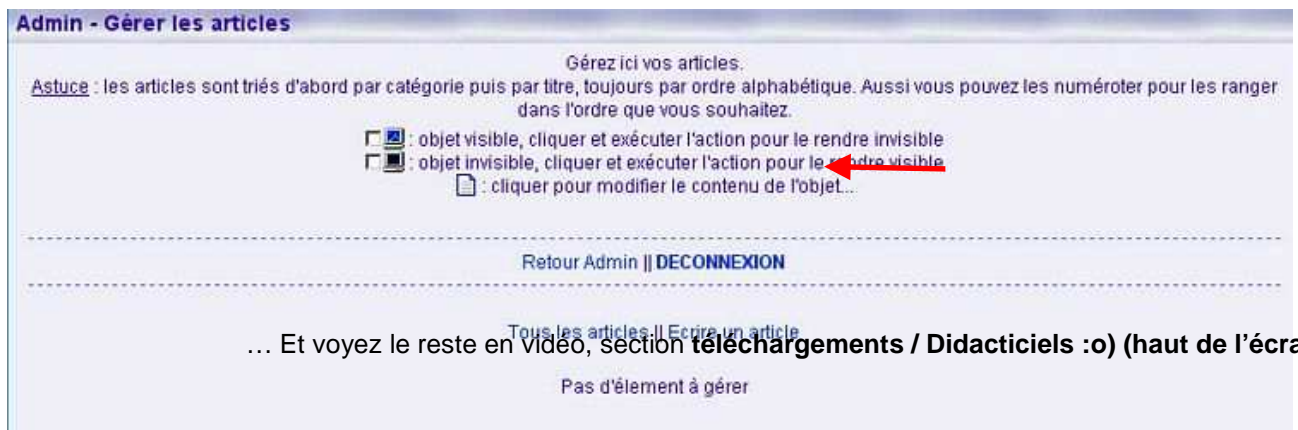 Admin - Gérer les articles
Gérez ici vos articles.
Astuce : les articles sont triés d'abord par catégorie puis par titre, toujours par ordre alphabétique. Aussi vous pouvez les numéroter pour les ranger
dans l'ordre que vous souhaitez.
: objet visible, cliquer et exécuter l'action pour le rendre invisible
: objet invisible, cliquer et exécuter l'action pour le rendre visible
: cliquer pour modifier le contenu de l'objet...
Retour Admin || DECONNEXION
Tous les articles || Ecrire un article
… Et voyez le reste en vidéo, section téléchargements / Didacticiels :o) (haut de l'écra
Pas d'élement à gérer